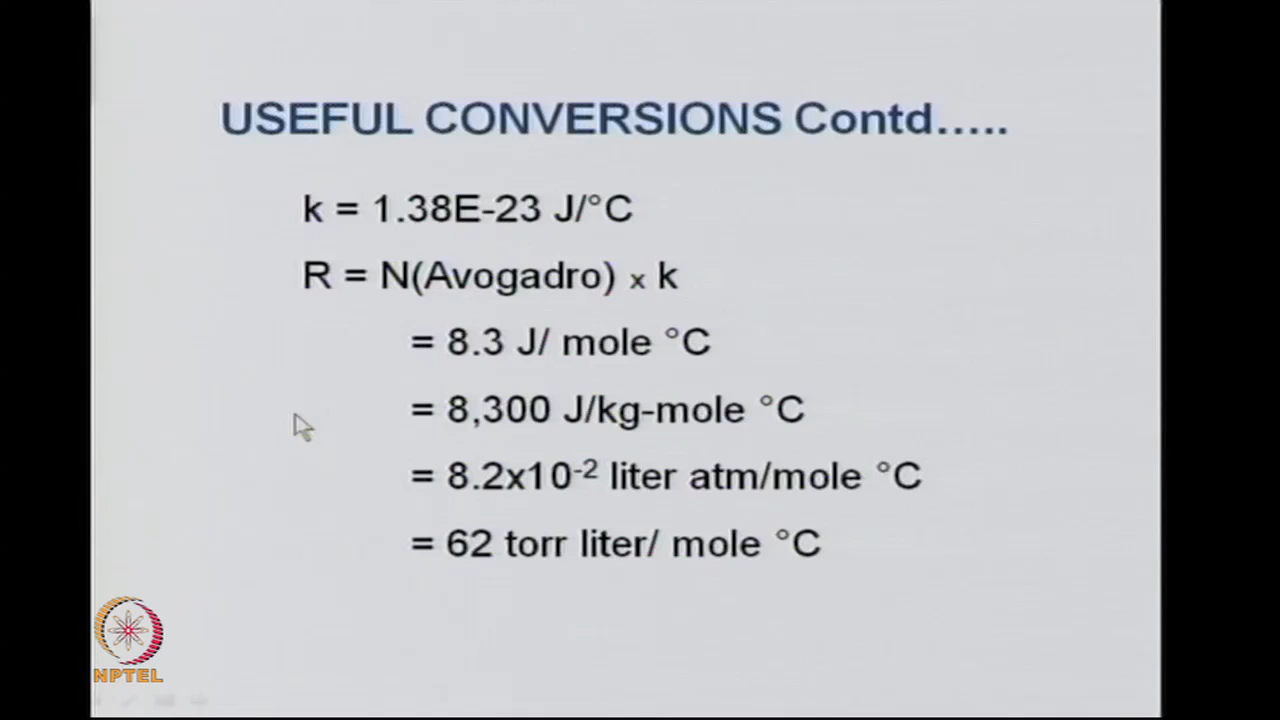 USEFUL CONVERSIONS Contd…..
k = 1.38E-23 J/°C
R = N(Avogadro) x k
= 8.3 J/ mole °C
= 8,300 J/kg-mole °C
= 8.2x10⁻² liter atm/mole °C
= 62 torr liter/ mole °C
NPTEL